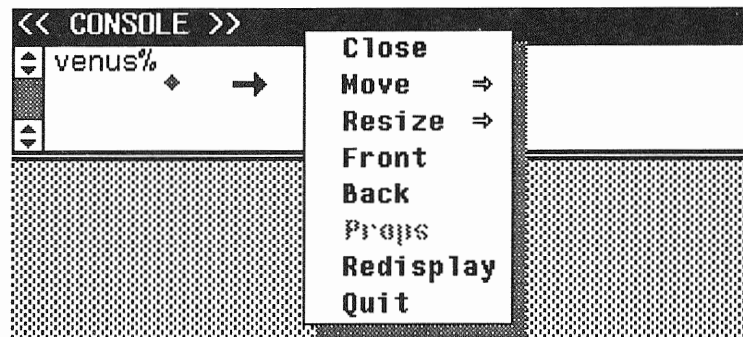 << CONSOLE >>
venus%
Close
Move ⇒
Resize ⇒
Front
Back
Props
Redisplay
Quit